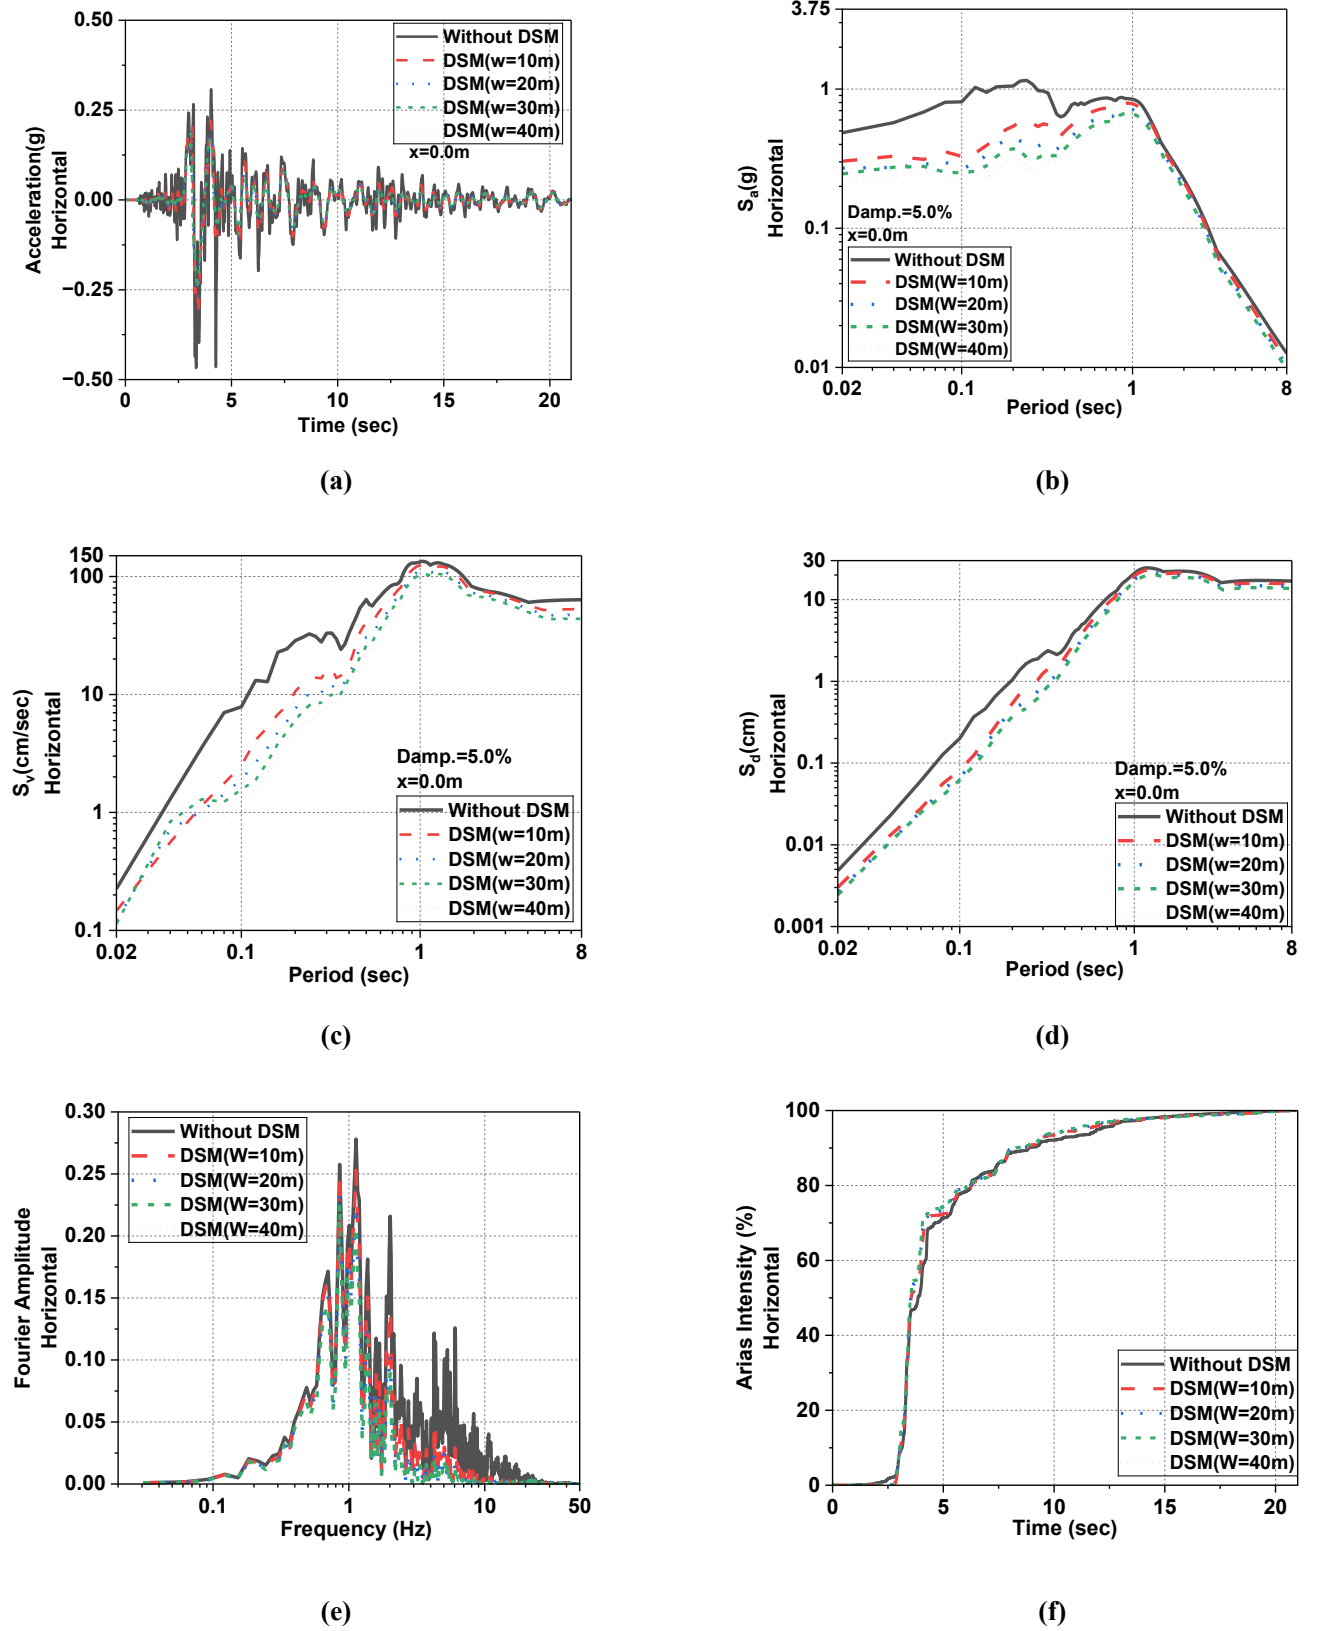 0.50
0.25
0.00
−0.25
−0.50
Acceleration(g)
Horizontal
Without DSM
DSM(w=10m)
DSM(w=20m)
DSM(w=30m)
DSM(w=40m)
x=0.0m
0 5 10 15 20
Time (sec)
(a)
3.75
1
0.1
0.01
Sa(g)
Horizontal
Damp.=5.0%
x=0.0m
Without DSM
DSM(W=10m)
DSM(W=20m)
DSM(W=30m)
DSM(W=40m)
0.02 0.1 1 8
Period (sec)
(b)
150
100
10
1
0.1
Sv(cm/sec)
Horizontal
Damp.=5.0%
x=0.0m
Without DSM
DSM(w=10m)
DSM(w=20m)
DSM(w=30m)
DSM(w=40m)
0.02 0.1 1 8
Period (sec)
(c)
30
10
1
0.1
0.01
0.001
Sd(cm)
Horizontal
Damp.=5.0%
x=0.0m
Without DSM
DSM(w=10m)
DSM(w=20m)
DSM(w=30m)
DSM(w=40m)
0.02 0.1 1 8
Period (sec)
(d)
0.30
0.25
0.20
0.15
0.10
0.05
0.00
Fourier Amplitude
Horizontal
Without DSM
DSM(W=10m)
DSM(W=20m)
DSM(W=30m)
DSM(W=40m)
0.1 1 10 50
Frequency (Hz)
(e)
100
80
60
40
20
0
Arias Intensity (%)
Horizontal
Without DSM
DSM(W=10m)
DSM(W=20m)
DSM(W=30m)
DSM(W=40m)
0 5 10 15 20
Time (sec)
(f)